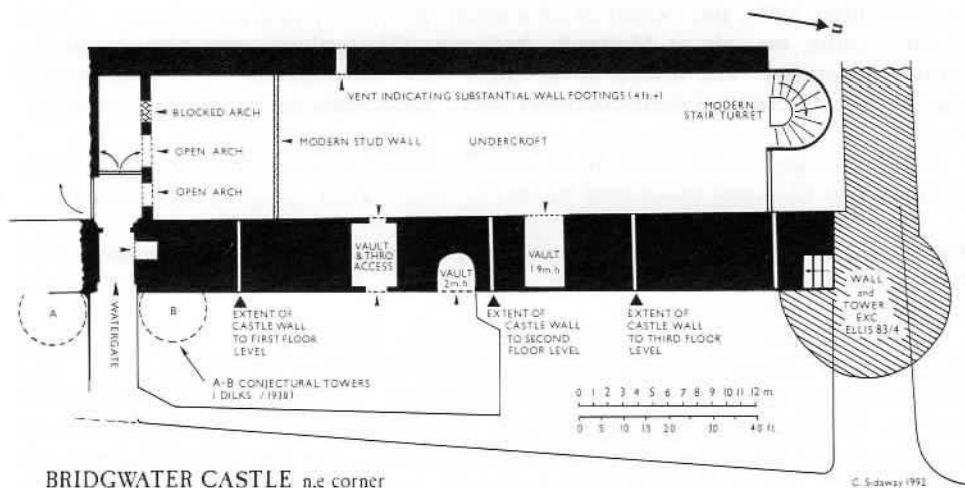 n
VENT INDICATING SUBSTANTIAL WALL FOOTINGS (4ft.+)
BLOCKED ARCH
MODERN
STAIR TURRET
OPEN ARCH
MODERN STUD WALL
UNDERCROFT
OPEN ARCH
VAULT
& THRO
ACCESS
VAULT
2m.h
VAULT
1.9m.h
WALL
and
TOWER
EXC
ELLIS 83/4
A
B
WATERGATE
EXTENT OF
CASTLE WALL
TO FIRST FLOOR
LEVEL
EXTENT OF
CASTLE WALL
TO SECOND
FLOOR LEVEL
EXTENT OF
CASTLE WALL
TO THIRD FLOOR
LEVEL
A-B CONJECTURAL TOWERS
(DILKS /1938)
0 1 2 3 4 5 6 7 8 9 10 11 12 m.
0 5 10 15 20 30 40 ft.
BRIDGWATER CASTLE n.e corner
C. Sidaway 1992